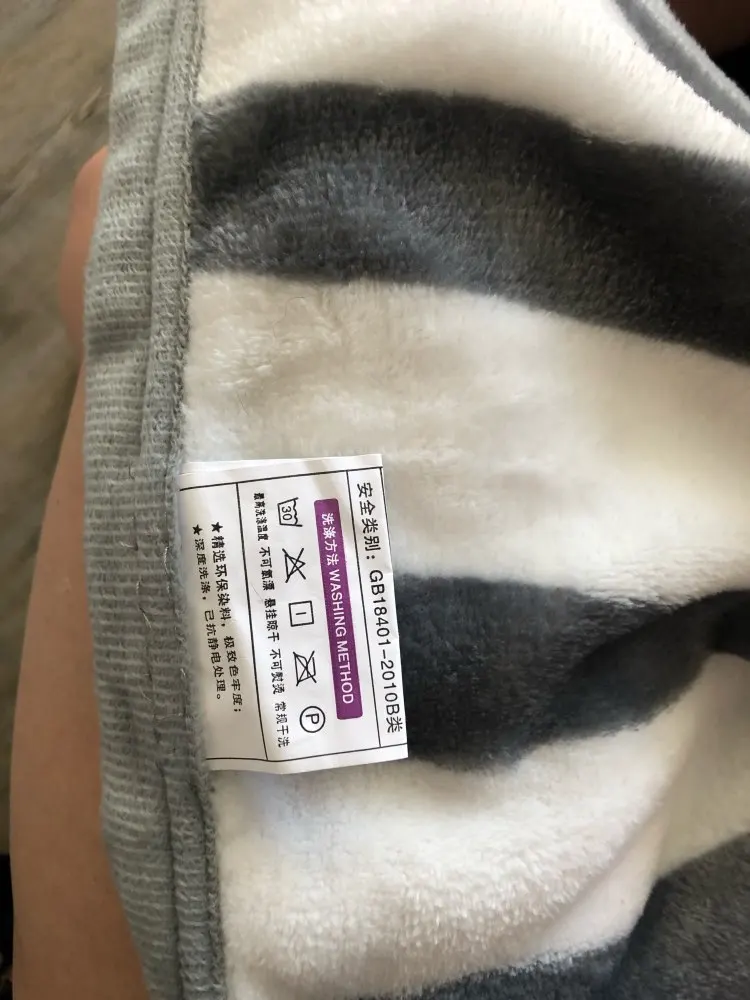 安全类别：GB18401-2010B类
洗涤方法 WASHING METHOD
30 P
最高洗涤温度 不可氯漂 悬挂晾干 不可熨烫 常规干洗
★精选环保染料，极致色牢度；
★深度洗涤，已抗静电处理。